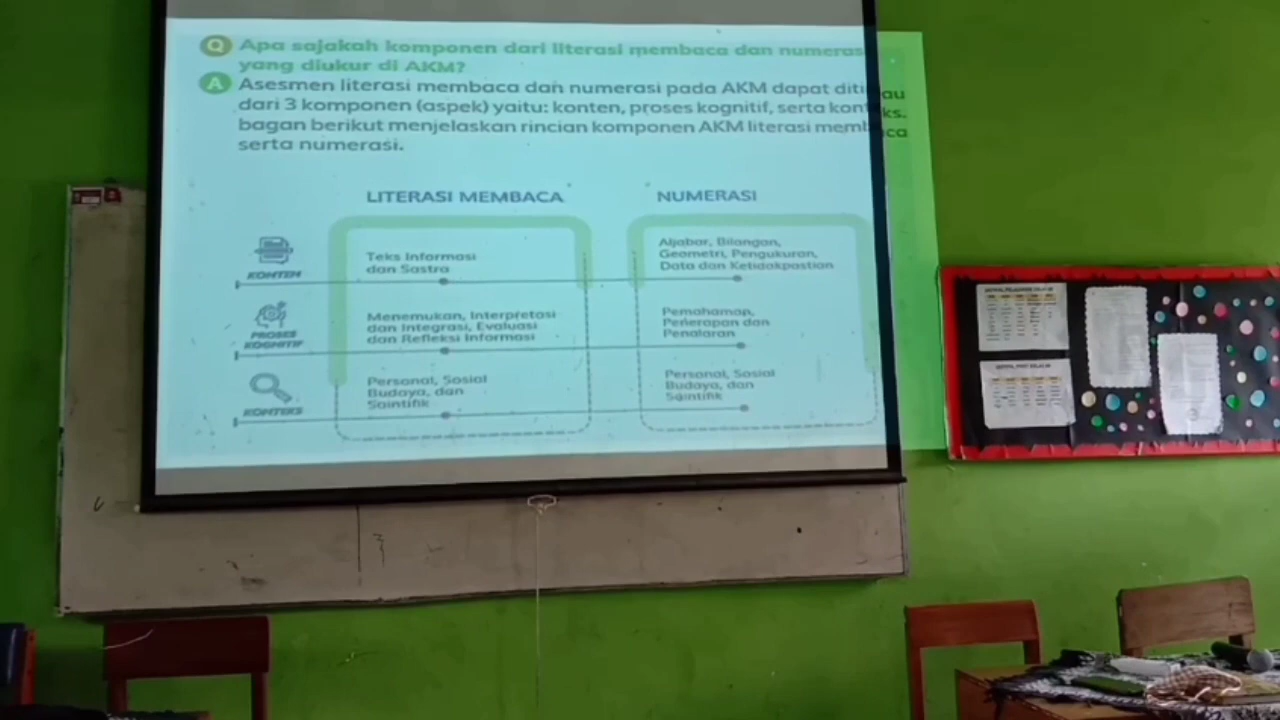 Q Apa sajakah komponen dari literasi membaca dan numeras
yang diukur di AKM?
A Asesmen literasi membaca dan numerasi pada AKM dapat ditinjau
dari 3 komponen (aspek) yaitu: konten, proses kognitif, serta konteks.
bagan berikut menjelaskan rincian komponen AKM literasi membaca
serta numerasi.
LITERASI MEMBACA
NUMERASI
KONTEN
Teks Informasi
dan Sastra
Aljabar, Bilangan,
Geometri, Pengukuran,
Data dan Ketidakpastian
PROSES
KOGNITIF
Menemukan, Interpretasi
dan Integrasi, Evaluasi
dan Refleksi Informasi
Pemahaman,
Penerapan dan
Penalaran
KONTEKS
Personal, Sosial
Budaya, dan
Saintifik
Personal, Sosial
Budaya, dan
Saintifik